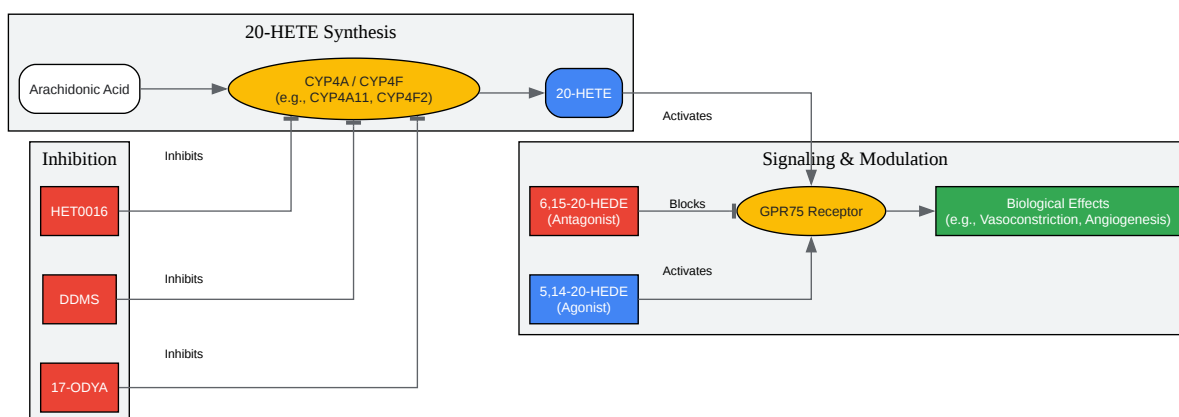 20-HETE Synthesis
Arachidonic Acid
CYP4A / CYP4F
(e.g., CYP4A11, CYP4F2)
20-HETE
Activates
Inhibition
Inhibits
HET0016
Inhibits
DDMS
Inhibits
17-ODYA
Signaling & Modulation
6,15-20-HEDE
(Antagonist)
Blocks
GPR75 Receptor
Biological Effects
(e.g., Vasoconstriction, Angiogenesis)
Activates
5,14-20-HEDE
(Agonist)